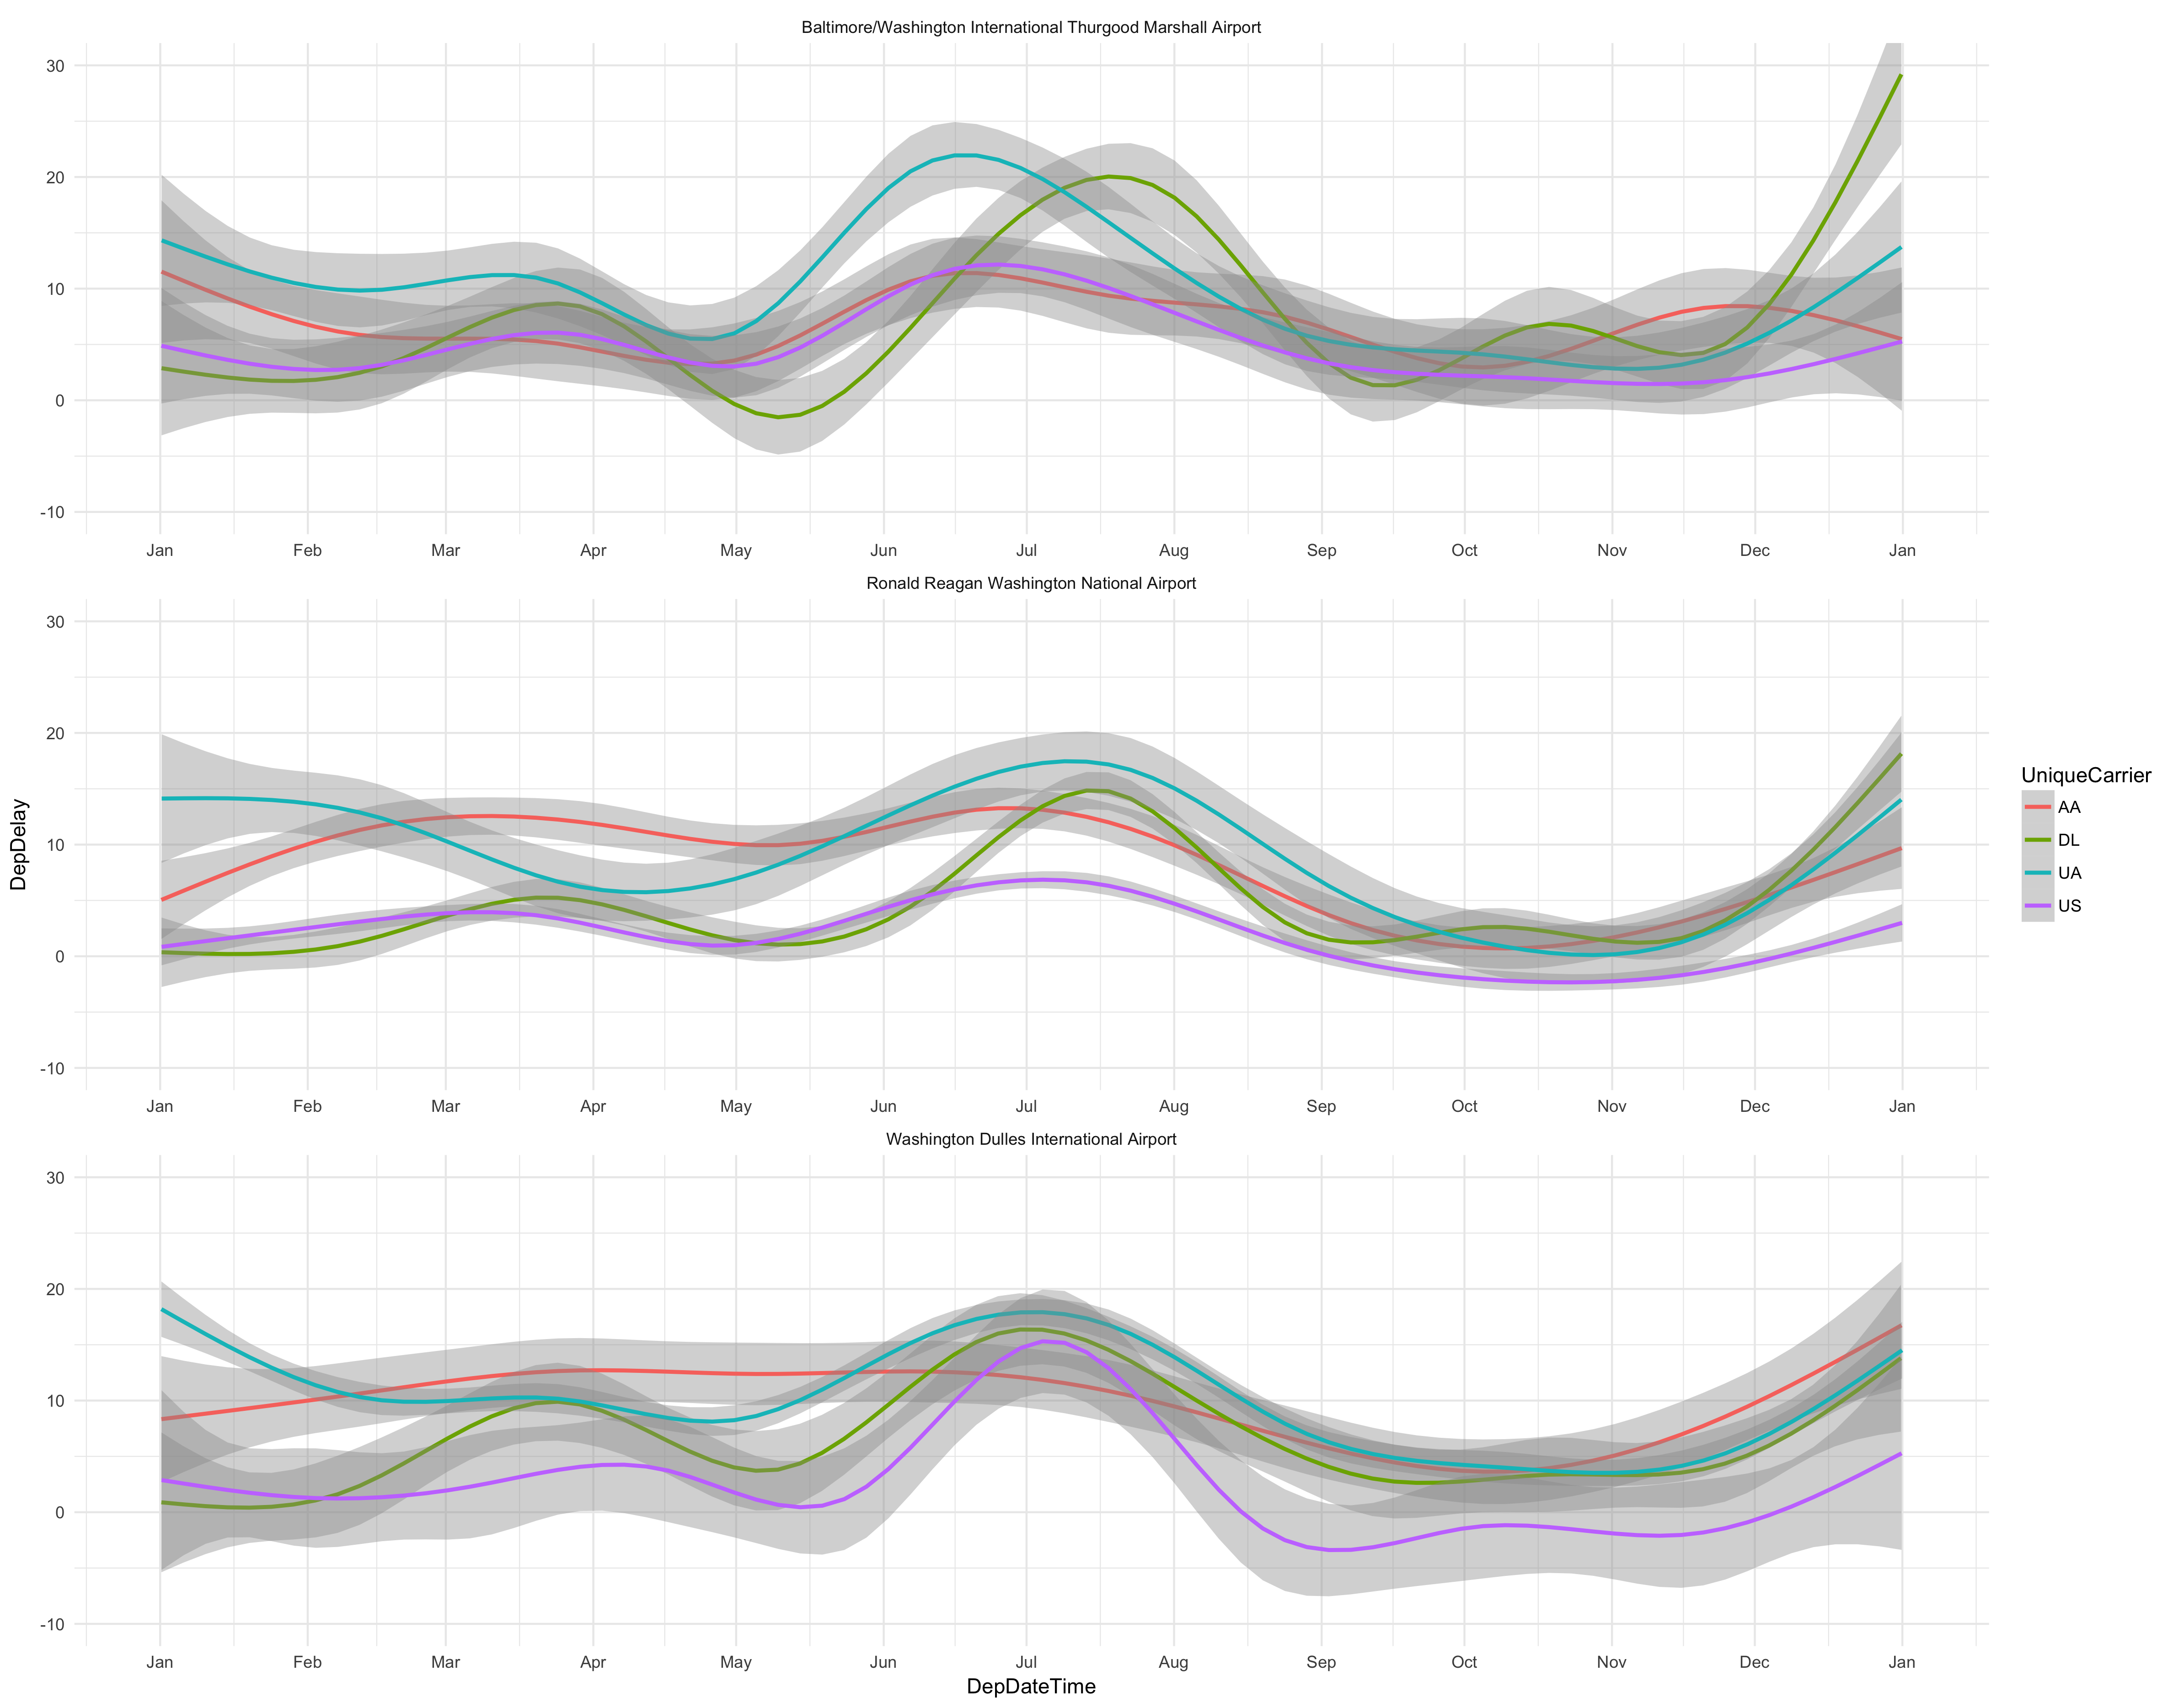 Baltimore/Washington International Thurgood Marshall Airport
30
20
10
0
-10
Jan Feb Mar Apr May Jun Jul Aug Sep Oct Nov Dec Jan
Ronald Reagan Washington National Airport
30
20
10
0
-10
Jan Feb Mar Apr May Jun Jul Aug Sep Oct Nov Dec Jan
Washington Dulles International Airport
30
20
10
0
-10
Jan Feb Mar Apr May Jun Jul Aug Sep Oct Nov Dec Jan
DepDateTime
DepDelay
UniqueCarrier
AA
DL
UA
US